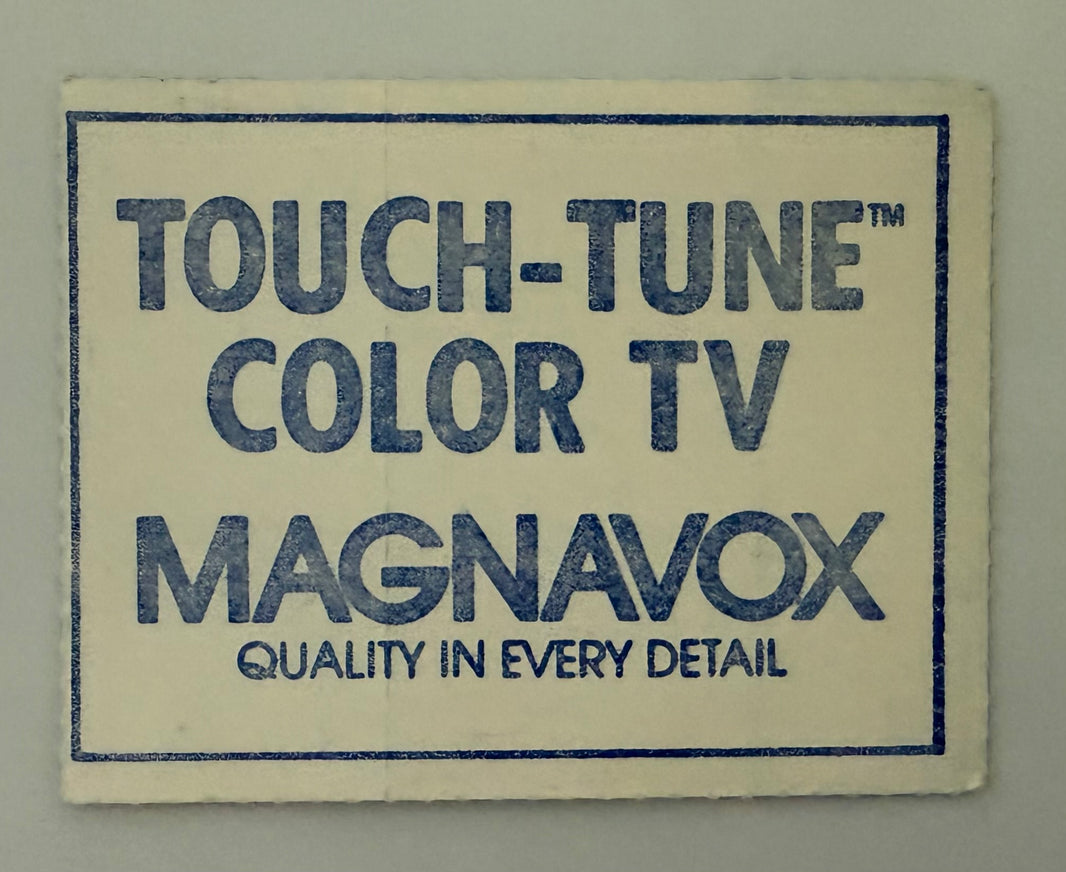 TOUCH-TUNE™
COLOR TV
MAGNAVOX
QUALITY IN EVERY DETAIL